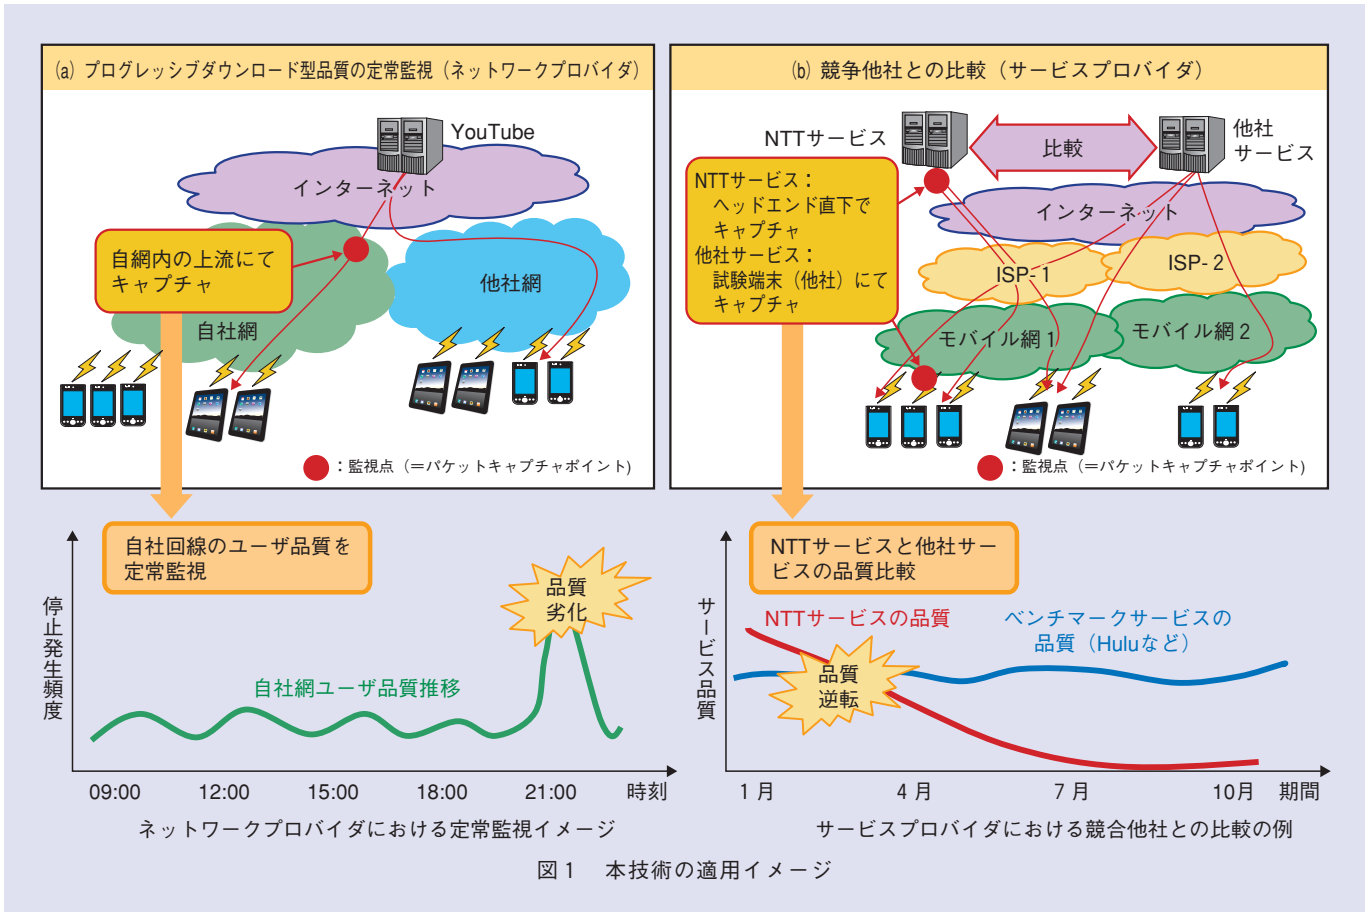 (a) プログレッシブダウンロード型品質の定常監視（ネットワークプロバイダ）
YouTube
インターネット
自網内の上流にて
キャプチャ
他社網
自社網
：監視点（＝パケットキャプチャポイント)
自社回線のユーザ品質を
定常監視
停止発生頻度
品質
劣化
自社網ユーザ品質推移
09:00
12:00
15:00
18:00
21:00
時刻
ネットワークプロバイダにおける定常監視イメージ
(b) 競争他社との比較（サービスプロバイダ）
NTTサービス
比較
他社
サービス
NTTサービス：
ヘッドエンド直下で
キャプチャ
他社サービス：
試験端末（他社）にて
キャプチャ
インターネット
ISP-1
ISP-2
モバイル網1
モバイル網2
：監視点（＝パケットキャプチャポイント)
NTTサービスと他社サー
ビスの品質比較
サービス品質
NTTサービスの品質
ベンチマークサービスの
品質（Huluなど）
品質
逆転
1月
4月
7月
10月
期間
サービスプロバイダにおける競合他社との比較の例
図1　本技術の適用イメージ